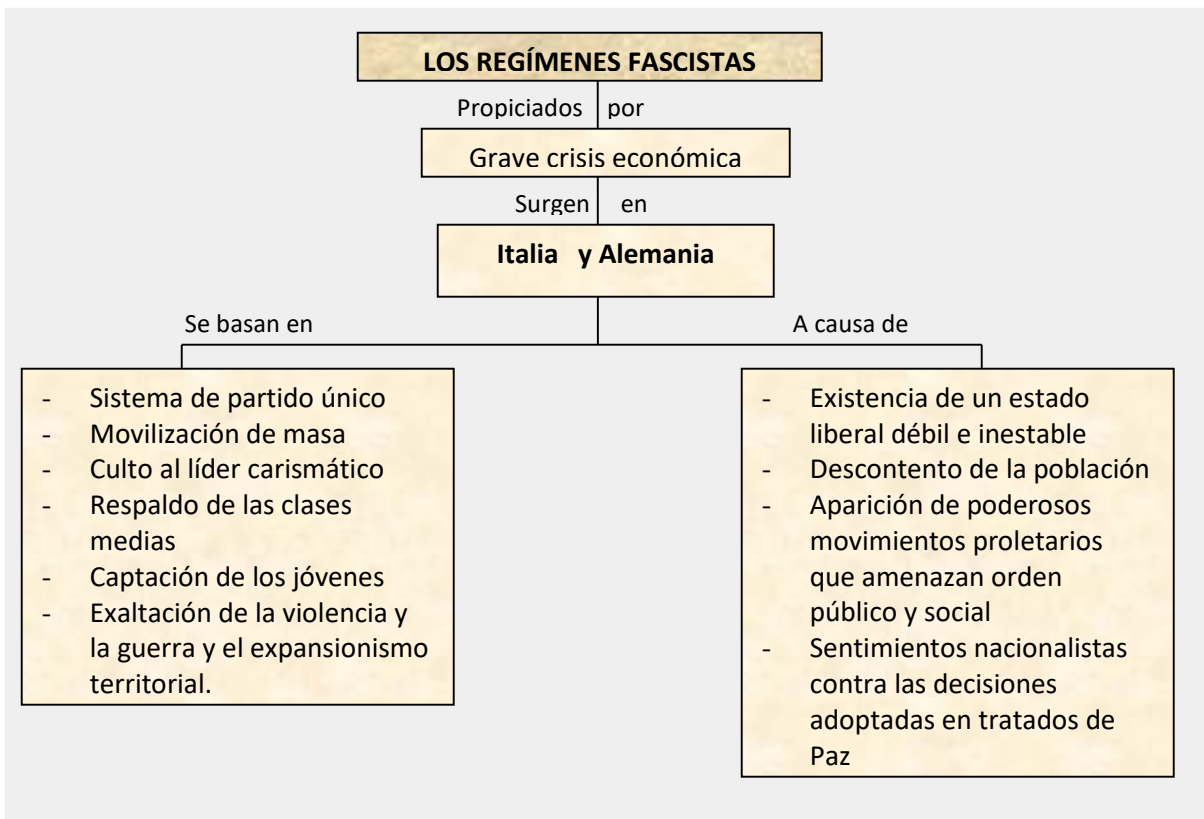 LOS REGÍMENES FASCISTAS
Propiciados por
Grave crisis económica
Surgen en
Italia y Alemania
Se basan en
- Sistema de partido único
- Movilización de masa
- Culto al líder carismático
- Respaldo de las clases
medias
- Captación de los jóvenes
- Exaltación de la violencia y
la guerra y el expansionismo
territorial.
A causa de
- Existencia de un estado
liberal débil e inestable
- Descontento de la población
- Aparición de poderosos
movimientos proletarios
que amenazan orden
público y social
- Sentimientos nacionalistas
contra las decisiones
adoptadas en tratados de
Paz